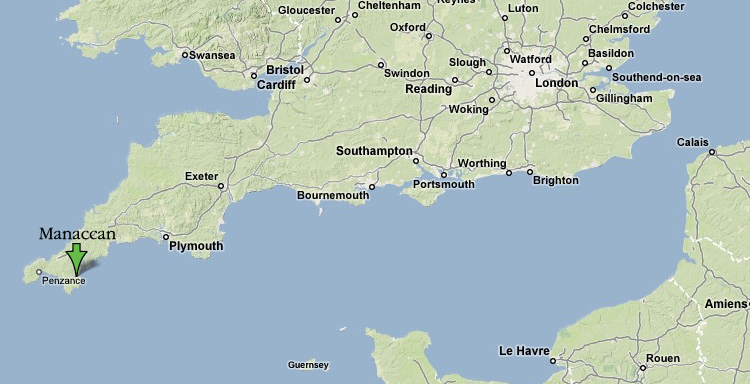 Keynes
Luton
Colchester
Cheltenham
Gloucester
Oxford
Chelmsford
Swansea
Watford
Basildon
Bristol
Slough
Swindon
Southend-on-sea
Cardiff
London
Reading
Gillingham
Woking
Calais
Southampton
Worthing
Exeter
Portsmouth
Brighton
Bournemouth
Manaccan
Plymouth
Penzance
Amiens
Le Havre
Rouen
Guernsey